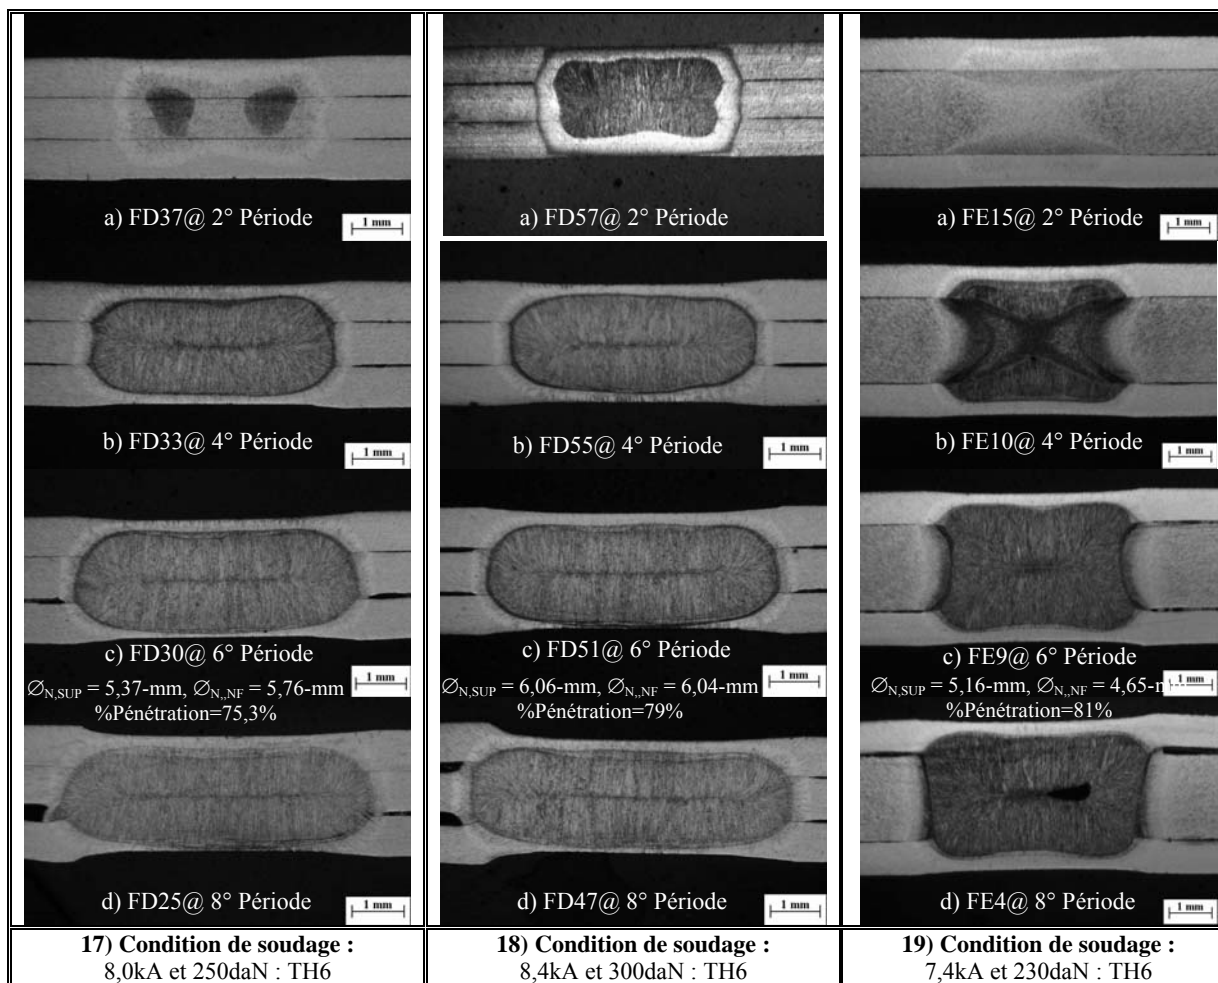 a) FD37@ 2° Période
1 mm
b) FD33@ 4° Période
1 mm
c) FD30@ 6° Période
1 mm
∅N,SUP = 5,37-mm, ∅N,,NF = 5,76-mm
%Pénétration=75,3%
d) FD25@ 8° Période
1 mm
17) Condition de soudage :
8,0kA et 250daN : TH6
a) FD57@ 2° Période
1 mm
b) FD55@ 4° Période
1 mm
c) FD51@ 6° Période
1 mm
∅N,SUP = 6,06-mm, ∅N,,NF = 6,04-mm
%Pénétration=79%
d) FD47@ 8° Période
1 mm
18) Condition de soudage :
8,4kA et 300daN : TH6
a) FE15@ 2° Période
1 mm
b) FE10@ 4° Période
1 mm
c) FE9@ 6° Période
1 mm
∅N,SUP = 5,16-mm, ∅N,,NF = 4,65-
%Pénétration=81%
d) FE4@ 8° Période
1 mm
19) Condition de soudage :
7,4kA et 230daN : TH6